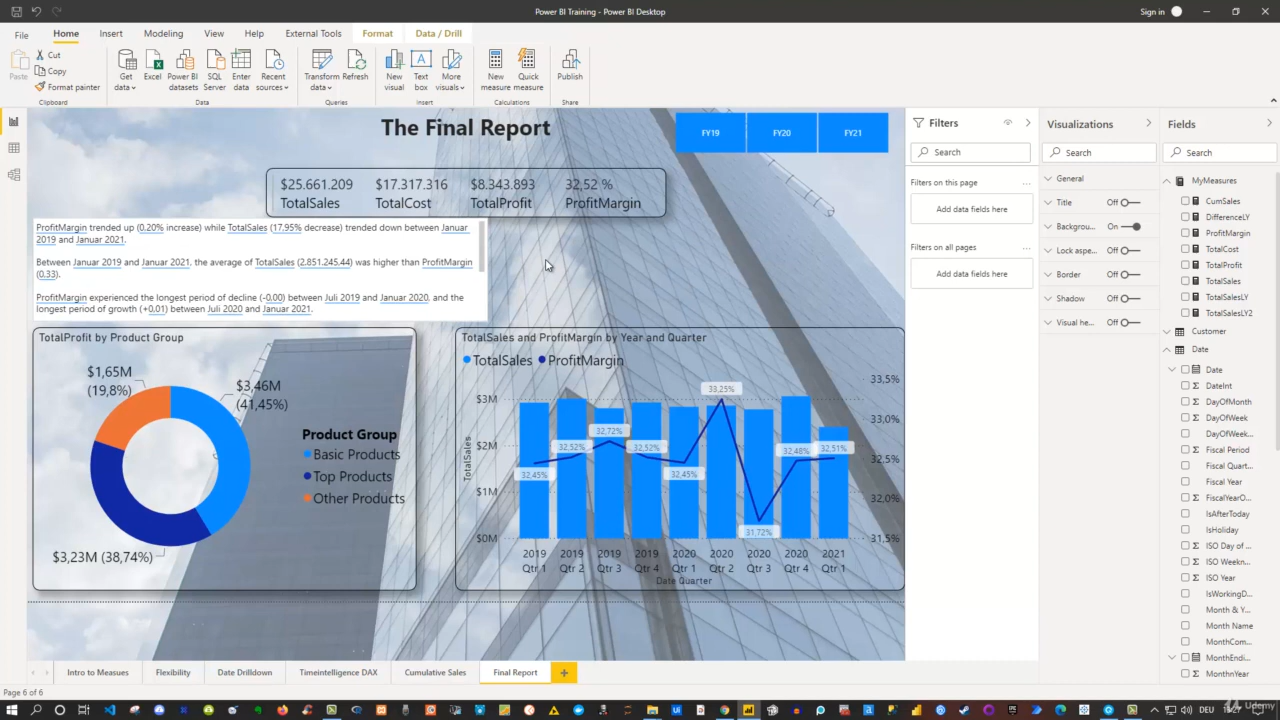 Power BI Training - Power BI Desktop
Sign in
File
Home
Insert
Modeling
View
Help
External Tools
Format
Data / Drill
Paste
Cut
Copy
Format painter
Clipboard
Get data
Excel
Power BI datasets
SQL Server
Enter data
Recent sources
Data
Transform data
Refresh
Queries
New visual
Text box
More visuals
Insert
New measure
Quick measure
Calculations
Publish
Share
The Final Report
FY19
FY20
FY21
$25.661.209
TotalSales
$17.317.316
TotalCost
$8.343.893
TotalProfit
32,52 %
ProfitMargin
ProfitMargin trended up (0.20% increase) while TotalSales (17.95% decrease) trended down between Januar
2019 and Januar 2021.
Between Januar 2019 and Januar 2021, the average of TotalSales (2.851.245,44) was higher than ProfitMargin
(0,33).
ProfitMargin experienced the longest period of decline (-0,00) between Juli 2019 and Januar 2020, and the
longest period of growth (+0,01) between Juli 2020 and Januar 2021.
TotalProfit by Product Group
$1,65M
(19,8%)
$3,46M
(41,45%)
$3,23M (38,74%)
Product Group
Basic Products
Top Products
Other Products
TotalSales and ProfitMargin by Year and Quarter
TotalSales
ProfitMargin
TotalSales
$3M
$2M
$1M
$0M
33,5%
33,0%
32,5%
32,0%
31,5%
32,45%
32,52%
32,72%
32,52%
32,45%
33,25%
31,72%
32,48%
32,51%
2019 Qtr 1
2019 Qtr 2
2019 Qtr 3
2019 Qtr 4
2020 Qtr 1
2020 Qtr 2
2020 Qtr 3
2020 Qtr 4
2021 Qtr 1
Date Quarter
Filters
Search
Filters on this page
...
Add data fields here
Filters on all pages
...
Add data fields here
Visualizations
Search
General
Title Off
Backgrou... On
Lock aspe... Off
Border Off
Shadow Off
Visual he... Off
Fields
Search
MyMeasures
CumSales
DifferenceLY
ProfitMargin
TotalCost
TotalProfit
TotalSales
TotalSalesLY
TotalSalesLY2
Customer
Date
Date
DateInt
DayOfMonth
DayOfWeek
DayOfWeek...
Fiscal Period
Fiscal Quart...
Fiscal Year
FiscalYearO...
IsAfterToday
IsHoliday
ISO Day of ...
ISO Weekn...
ISO Year
IsWorkingD...
Month & Y...
Month Name
MonthCom...
MonthEndi...
MonthnYear
Intro to Measues
Flexibility
Date Drilldown
Timeintelligence DAX
Cumulative Sales
Final Report
Page 6 of 6
DEU
Udemy